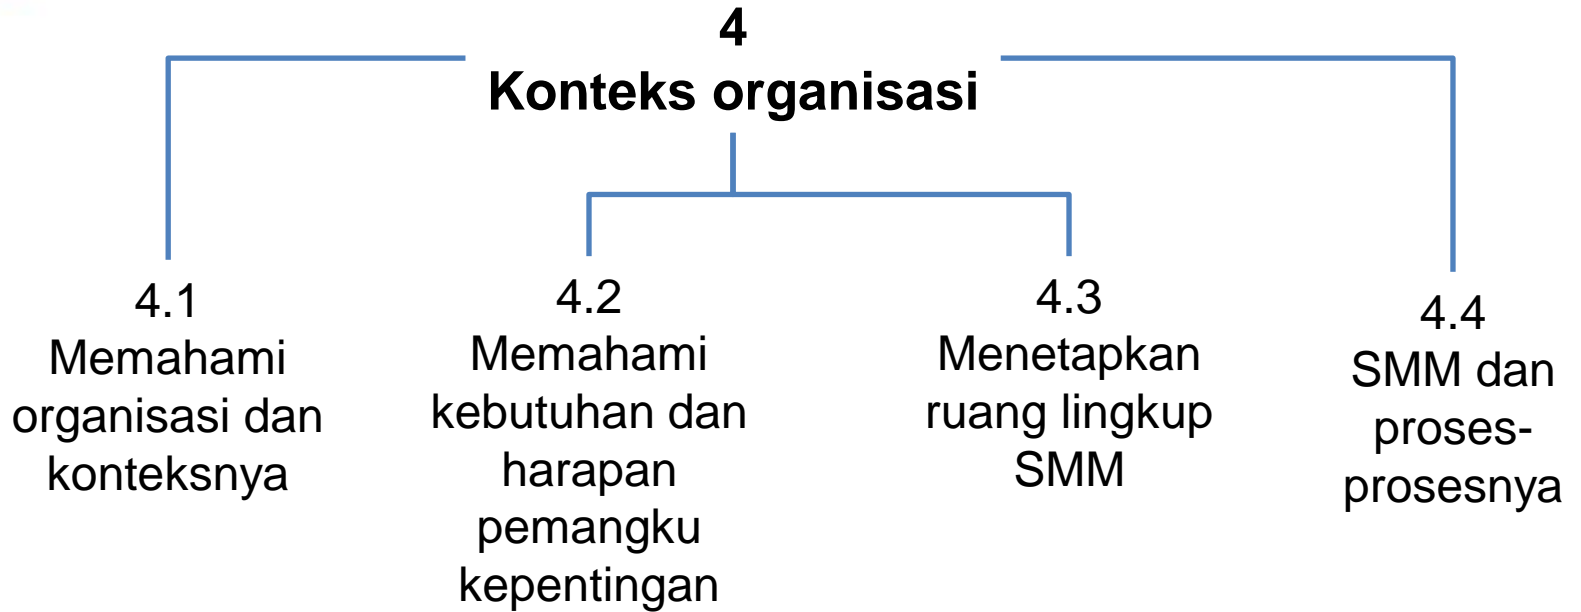 4
Konteks organisasi
4.1
Memahami
organisasi dan
konteksnya
4.2
Memahami
kebutuhan dan
harapan
pemangku
kepentingan
4.3
Menetapkan
ruang lingkup
SMM
4.4
SMM dan
proses-
prosesnya